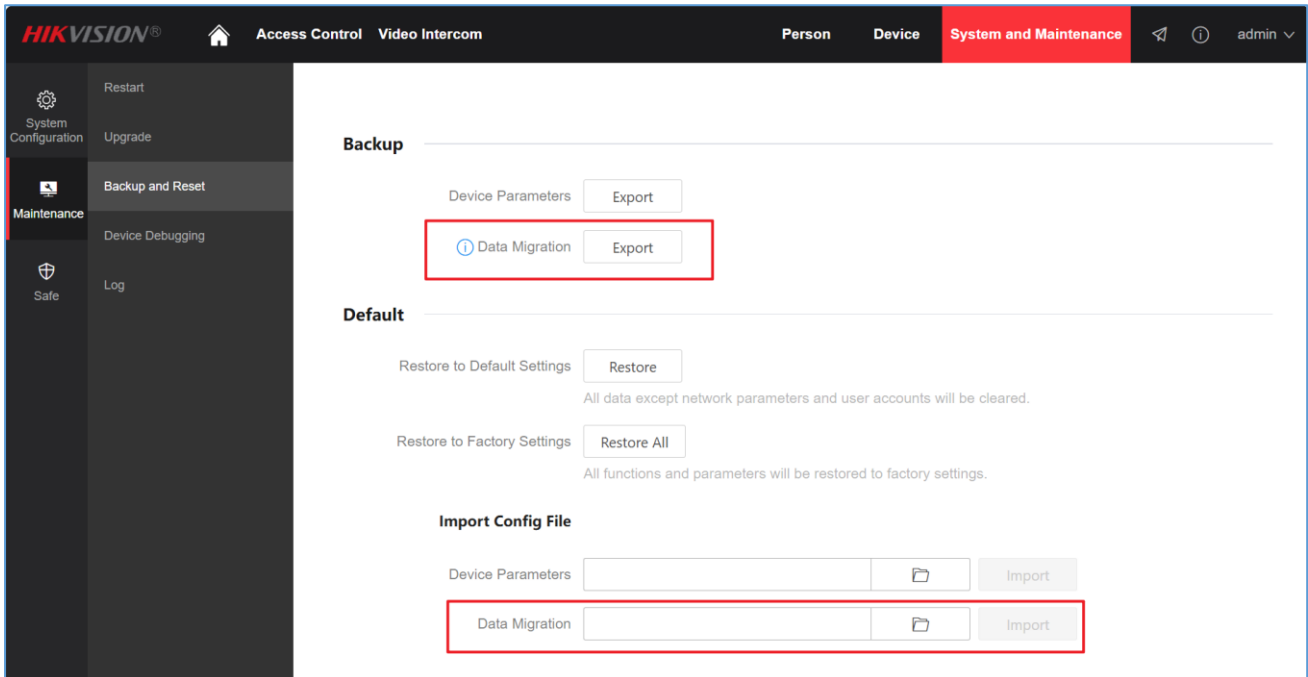 HIKVISION® Access Control Video Intercom Person Device System and Maintenance admin
System
Configuration
Maintenance
Safe
Restart
Upgrade
Backup and Reset
Device Debugging
Log
Backup
Device Parameters Export
Data Migration Export
Default
Restore to Default Settings Restore
All data except network parameters and user accounts will be cleared.
Restore to Factory Settings Restore All
All functions and parameters will be restored to factory settings.
Import Config File
Device Parameters Import
Data Migration Import